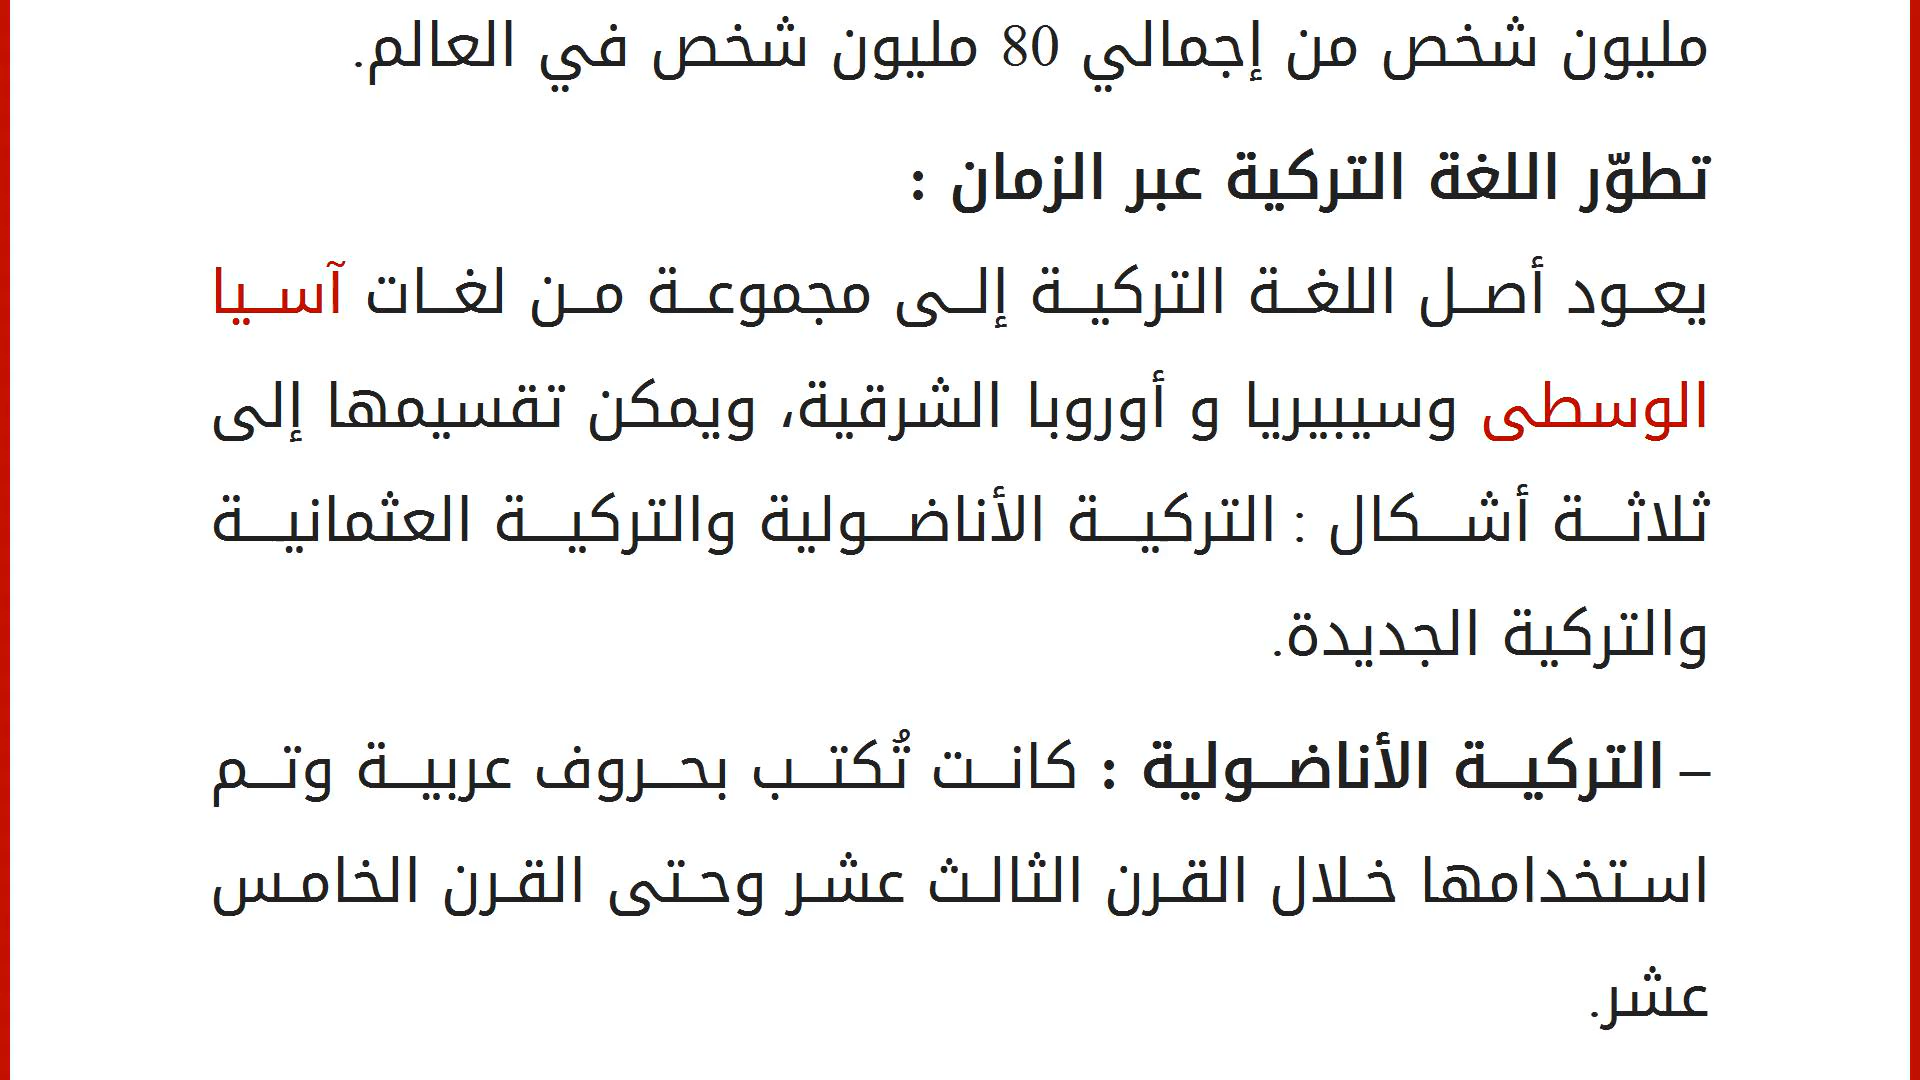 مليون شخص من إجمالي 80 مليون شخص في العالم.
تطوّر اللغة التركية عبر الزمان :
يعود أصل اللغة التركية إلى مجموعة من لغات آسيا
الوسطى وسيبيريا و أوروبا الشرقية، ويمكن تقسيمها إلى
ثلاثة أشكال : التركية الأناضولية والتركية العثمانية
والتركية الجديدة.
– التركية الأناضولية : كانت تُكتب بحروف عربية وتم
استخدامها خلال القرن الثالث عشر وحتى القرن الخامس
عشر.